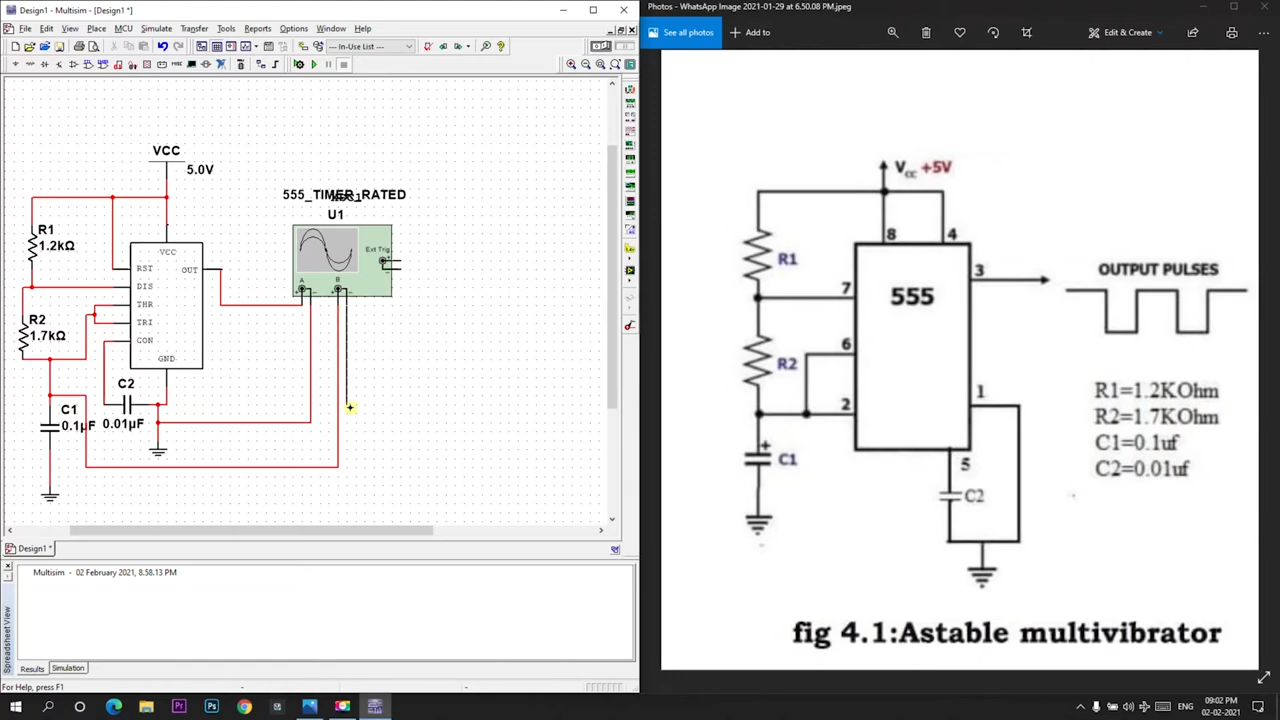 Design1 - Multisim - [Design1 *]
File Edit View Place MCU Simulate Transfer Tools Reports Options Window Help
--- In-Use List ---
VCC
5.0V
555_TIMER_RATED
U1
R1
1.2kΩ
VCC
Ext Trig
RST
OUT
DIS
A
B
THR
R2
1.7kΩ
TRI
CON
GND
C2
0.01µF
C1
0.1µF
Design1 *
Multisim - 02 February 2021, 8.58.13 PM
Spreadsheet View
Results Simulation
For Help, press F1
Photos - WhatsApp Image 2021-01-29 at 6.50.08 PM.jpeg
See all photos
Add to
Edit & Create
Vcc +5V
8
4
R1
555
3
OUTPUT PULSES
7
R2
6
2
1
C1
5
C2
R1=1.2KOhm
R2=1.7KOhm
C1=0.1uf
C2=0.01uf
fig 4.1:Astable multivibrator
ENG
09:02 PM
02-02-2021